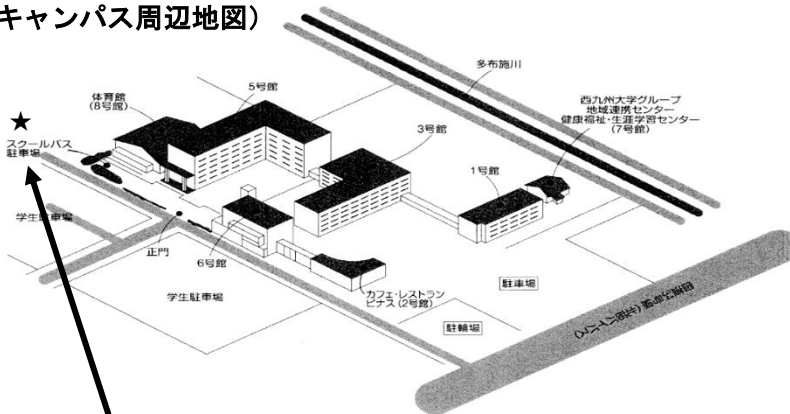 キャンパス周辺地図）
多布施川
西九州大学グループ
地域連携センター
健康福祉・生涯学習センター
(7号館)
5号館
体育館
(8号館)
★
スクールバス
駐車場
3号館
1号館
学生駐車場
正門
6号館
学生駐車場
カフェ・レストラン
ビナス(2号館)
駐車場
駐輪場